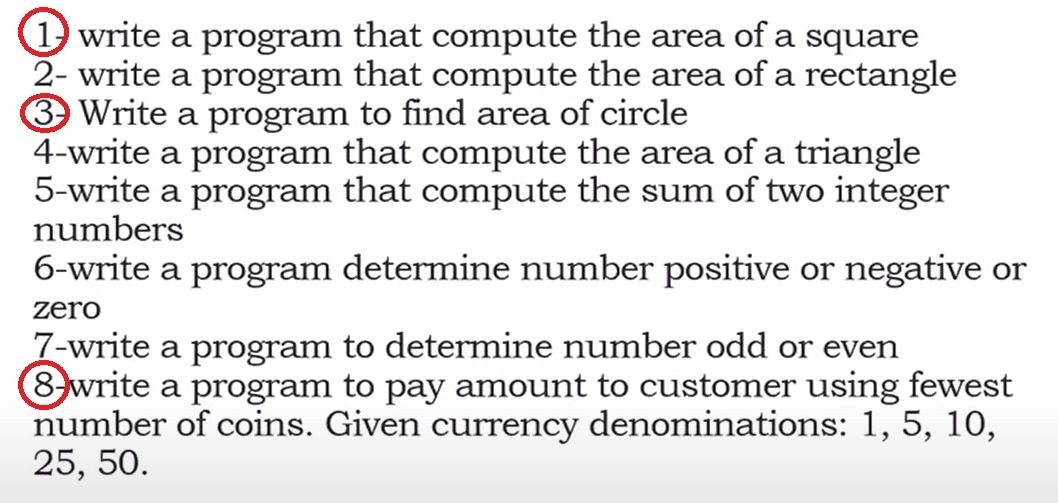 1- write a program that compute the area of a square
2- write a program that compute the area of a rectangle
3- Write a program to find area of circle
4-write a program that compute the area of a triangle
5-write a program that compute the sum of two integer
numbers
6-write a program determine number positive or negative or
zero
7-write a program to determine number odd or even
8-write a program to pay amount to customer using fewest
number of coins. Given currency denominations: 1, 5, 10,
25, 50.